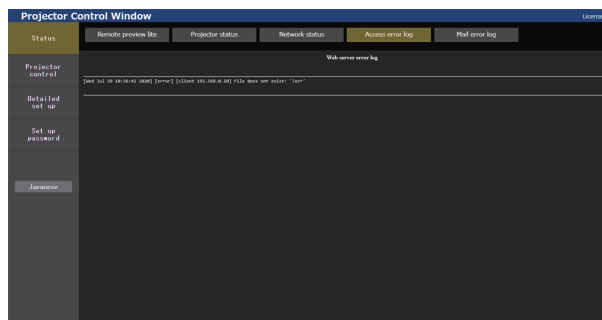 Projector Control Window
License
Status
Remote preview lite
Projector status
Network status
Access error log
Mail error log
Web server error log
Projector
control
[Wed Jul 29 10:26:42 2020] [error] [client 192.168.0.10] File does not exist: '/err'
Detailed
set up
Set up
password
Japanese